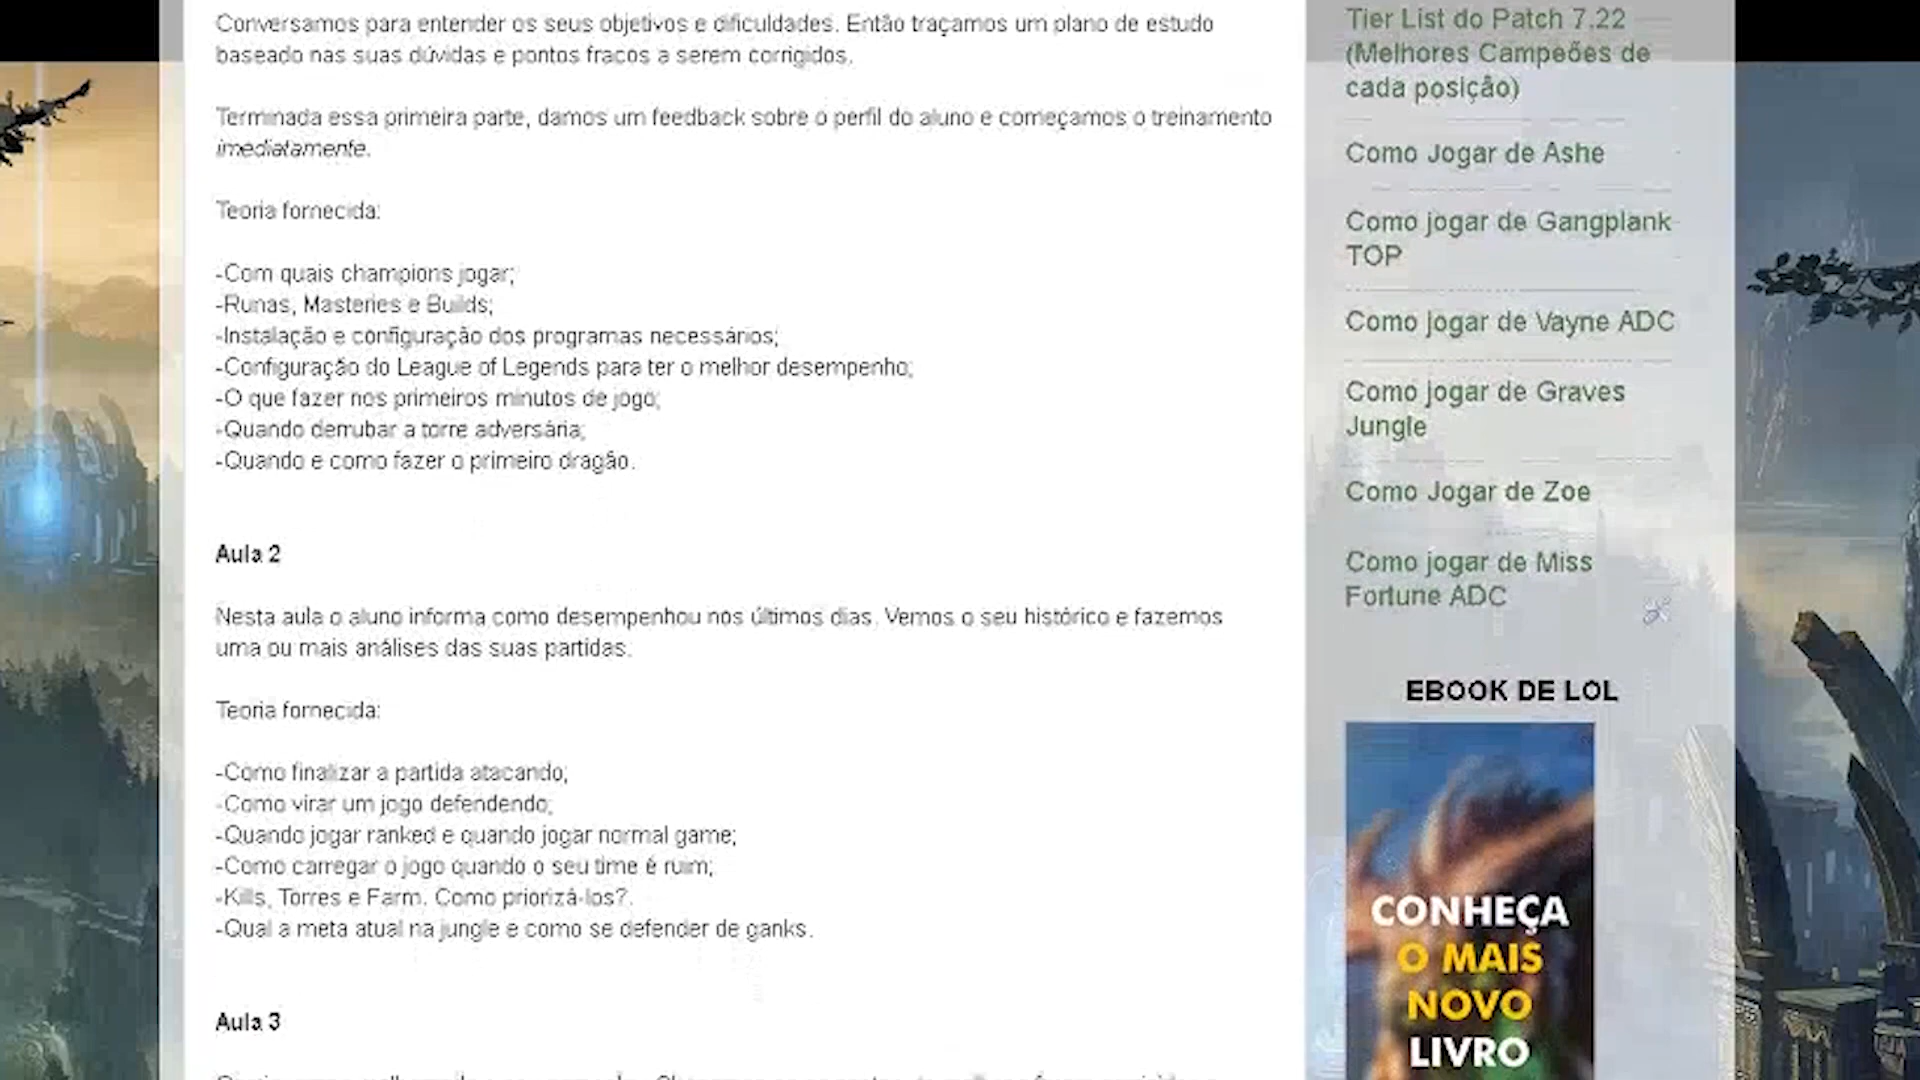 Conversamos para entender os seus objetivos e dificuldades. Então traçamos um plano de estudo
baseado nas suas dúvidas e pontos fracos a serem corrigidos.
Terminada essa primeira parte, damos um feedback sobre o perfil do aluno e começamos o treinamento
imediatamente.
Teoria fornecida:
-Com quais champions jogar;
-Runas, Masteries e Builds;
-Instalação e configuração dos programas necessários;
-Configuração do League of Legends para ter o melhor desempenho;
-O que fazer nos primeiros minutos de jogo;
-Quando derrubar a torre adversária;
-Quando e como fazer o primeiro dragão.
Aula 2
Nesta aula o aluno informa como desempenhou nos últimos dias. Vemos o seu histórico e fazemos
uma ou mais análises das suas partidas.
Teoria fornecida:
-Como finalizar a partida atacando;
-Como virar um jogo defendendo;
-Quando jogar ranked e quando jogar normal game;
-Como carregar o jogo quando o seu time é ruim;
-Kills, Torres e Farm. Como priorizá-los?.
-Qual a meta atual na jungle e como se defender de ganks.
Aula 3
Tier List do Patch 7.22
(Melhores Campeões de
cada posição)
Como Jogar de Ashe
Como jogar de Gangplank
TOP
Como jogar de Vayne ADC
Como jogar de Graves
Jungle
Como Jogar de Zoe
Como jogar de Miss
Fortune ADC
EBOOK DE LOL
CONHEÇA
O MAIS
NOVO
LIVRO